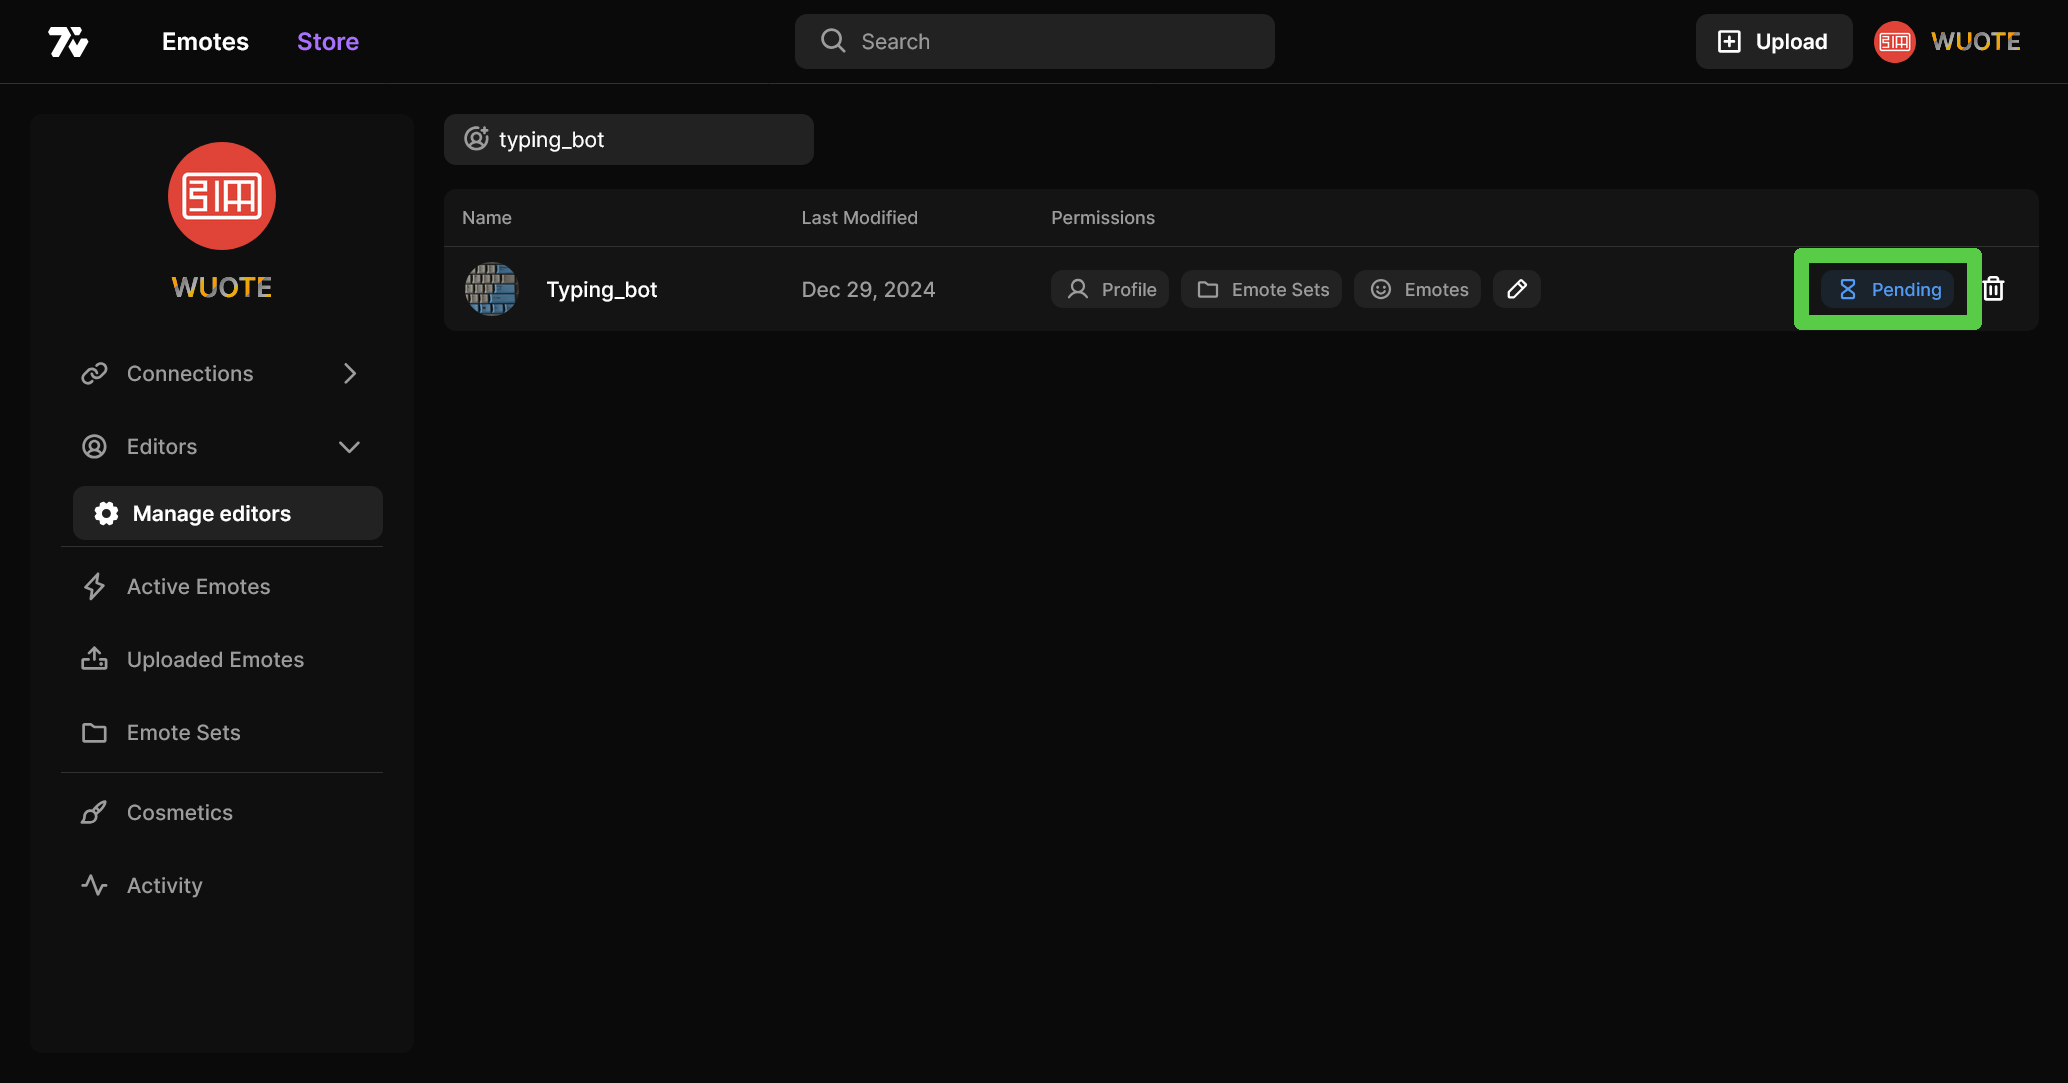 Emotes
Store
Search
Upload
WUOTE
WUOTE
Connections
Editors
Manage editors
Active Emotes
Uploaded Emotes
Emote Sets
Cosmetics
Activity
typing_bot
Name
Last Modified
Permissions
Typing_bot
Dec 29, 2024
Profile
Emote Sets
Emotes
Pending